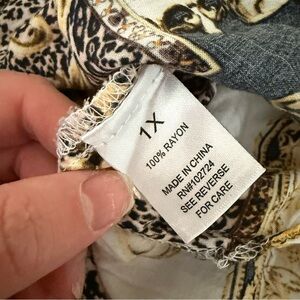 1X
100% RAYON
MADE IN CHINA
RN#102724
SEE REVERSE
FOR CARE